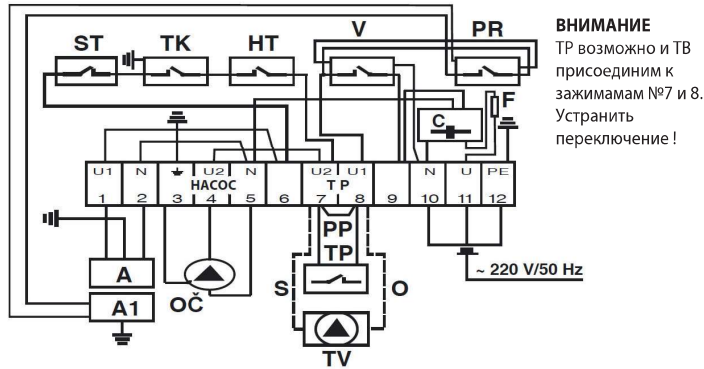 ST TK HT V PR
ВНИМАНИЕ
ТР возможно и ТВ
присоединим к
зажимамам №7 и 8.
Устранить
переключение !
C F
U1 N U2 N U2 U1 N U PE
НАСОС T P
1 2 3 4 5 6 7 8 9 10 11 12
PP
TP
A
A1
OČ
S O
TV
~ 220 V/50 Hz